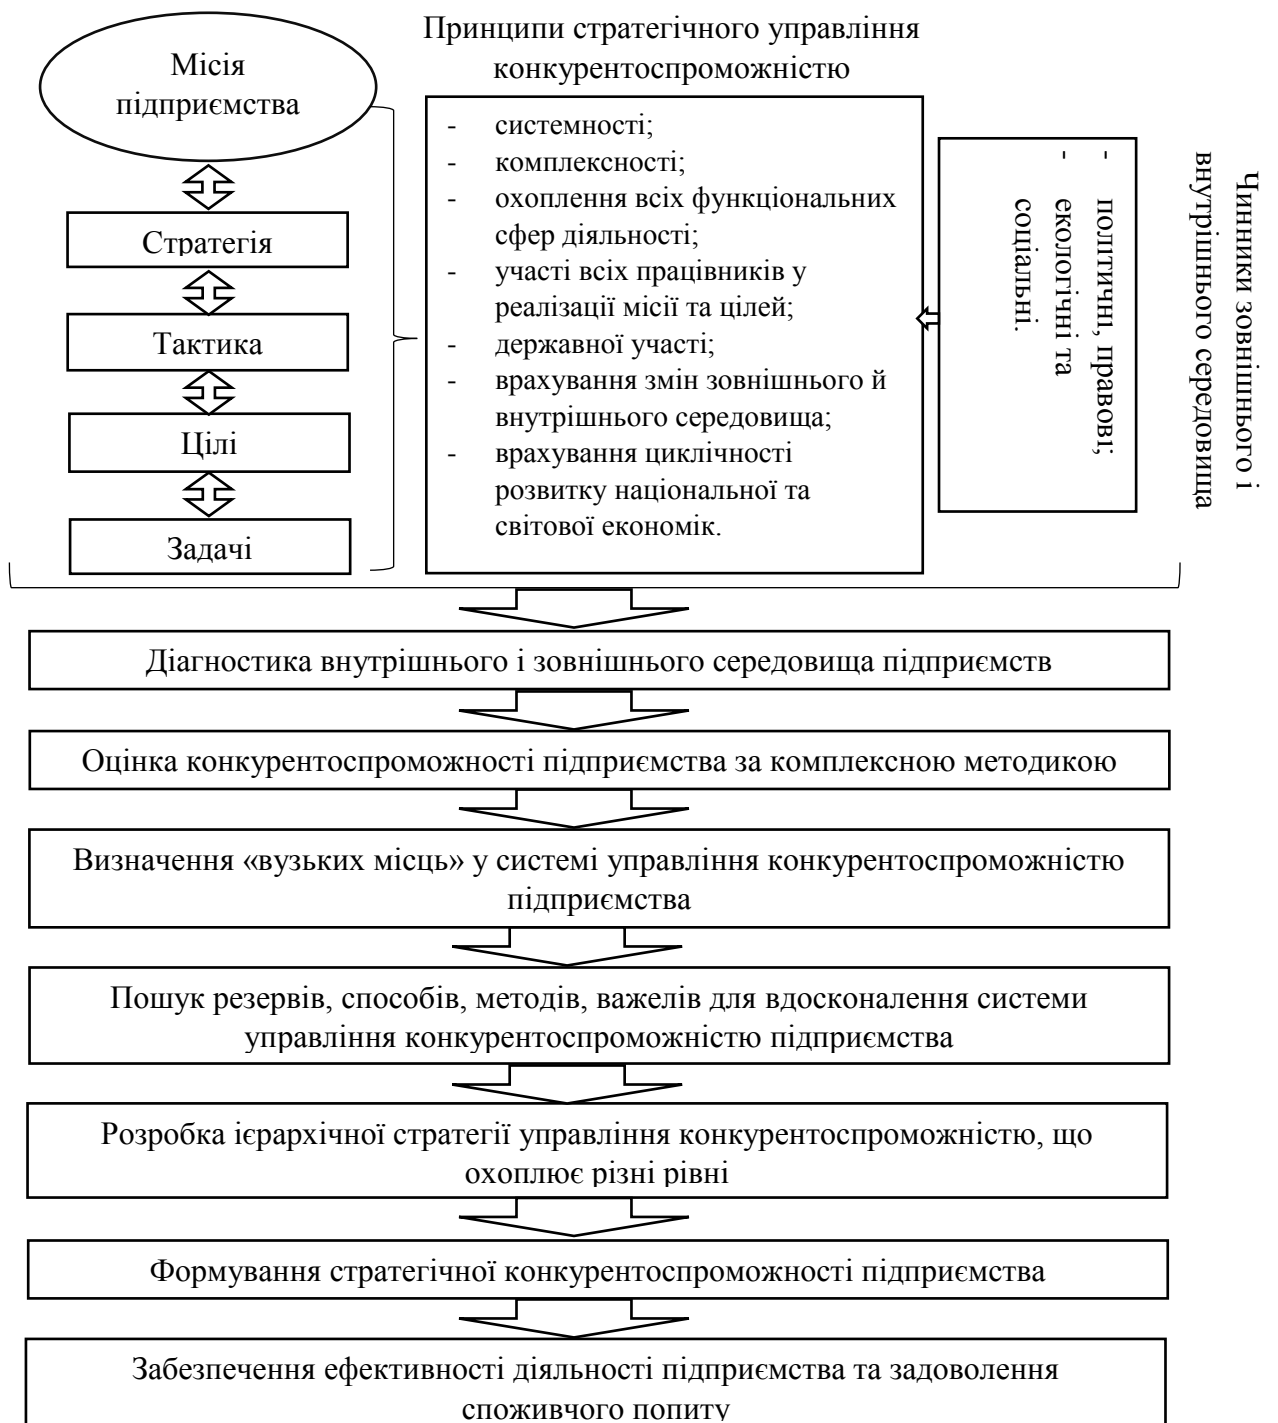 Місія
підприємства
Стратегія
Тактика
Цілі
Задачі
Принципи стратегічного управління
конкурентоспроможністю
- системності;
- комплексності;
- охоплення всіх функціональних
сфер діяльності;
- участі всіх працівників у
реалізації місії та цілей;
- державної участі;
- врахування змін зовнішнього й
внутрішнього середовища;
- врахування циклічності
розвитку національної та
світової економік.
- політичні, правові;
- екологічні та
соціальні.
Чинники зовнішнього і
внутрішнього середовища
Діагностика внутрішнього і зовнішнього середовища підприємств
Оцінка конкурентоспроможності підприємства за комплексною методикою
Визначення «вузьких місць» у системі управління конкурентоспроможністю
підприємства
Пошук резервів, способів, методів, важелів для вдосконалення системи
управління конкурентоспроможністю підприємства
Розробка ієрархічної стратегії управління конкурентоспроможністю, що
охоплює різні рівні
Формування стратегічної конкурентоспроможності підприємства
Забезпечення ефективності діяльності підприємства та задоволення
споживчого попиту